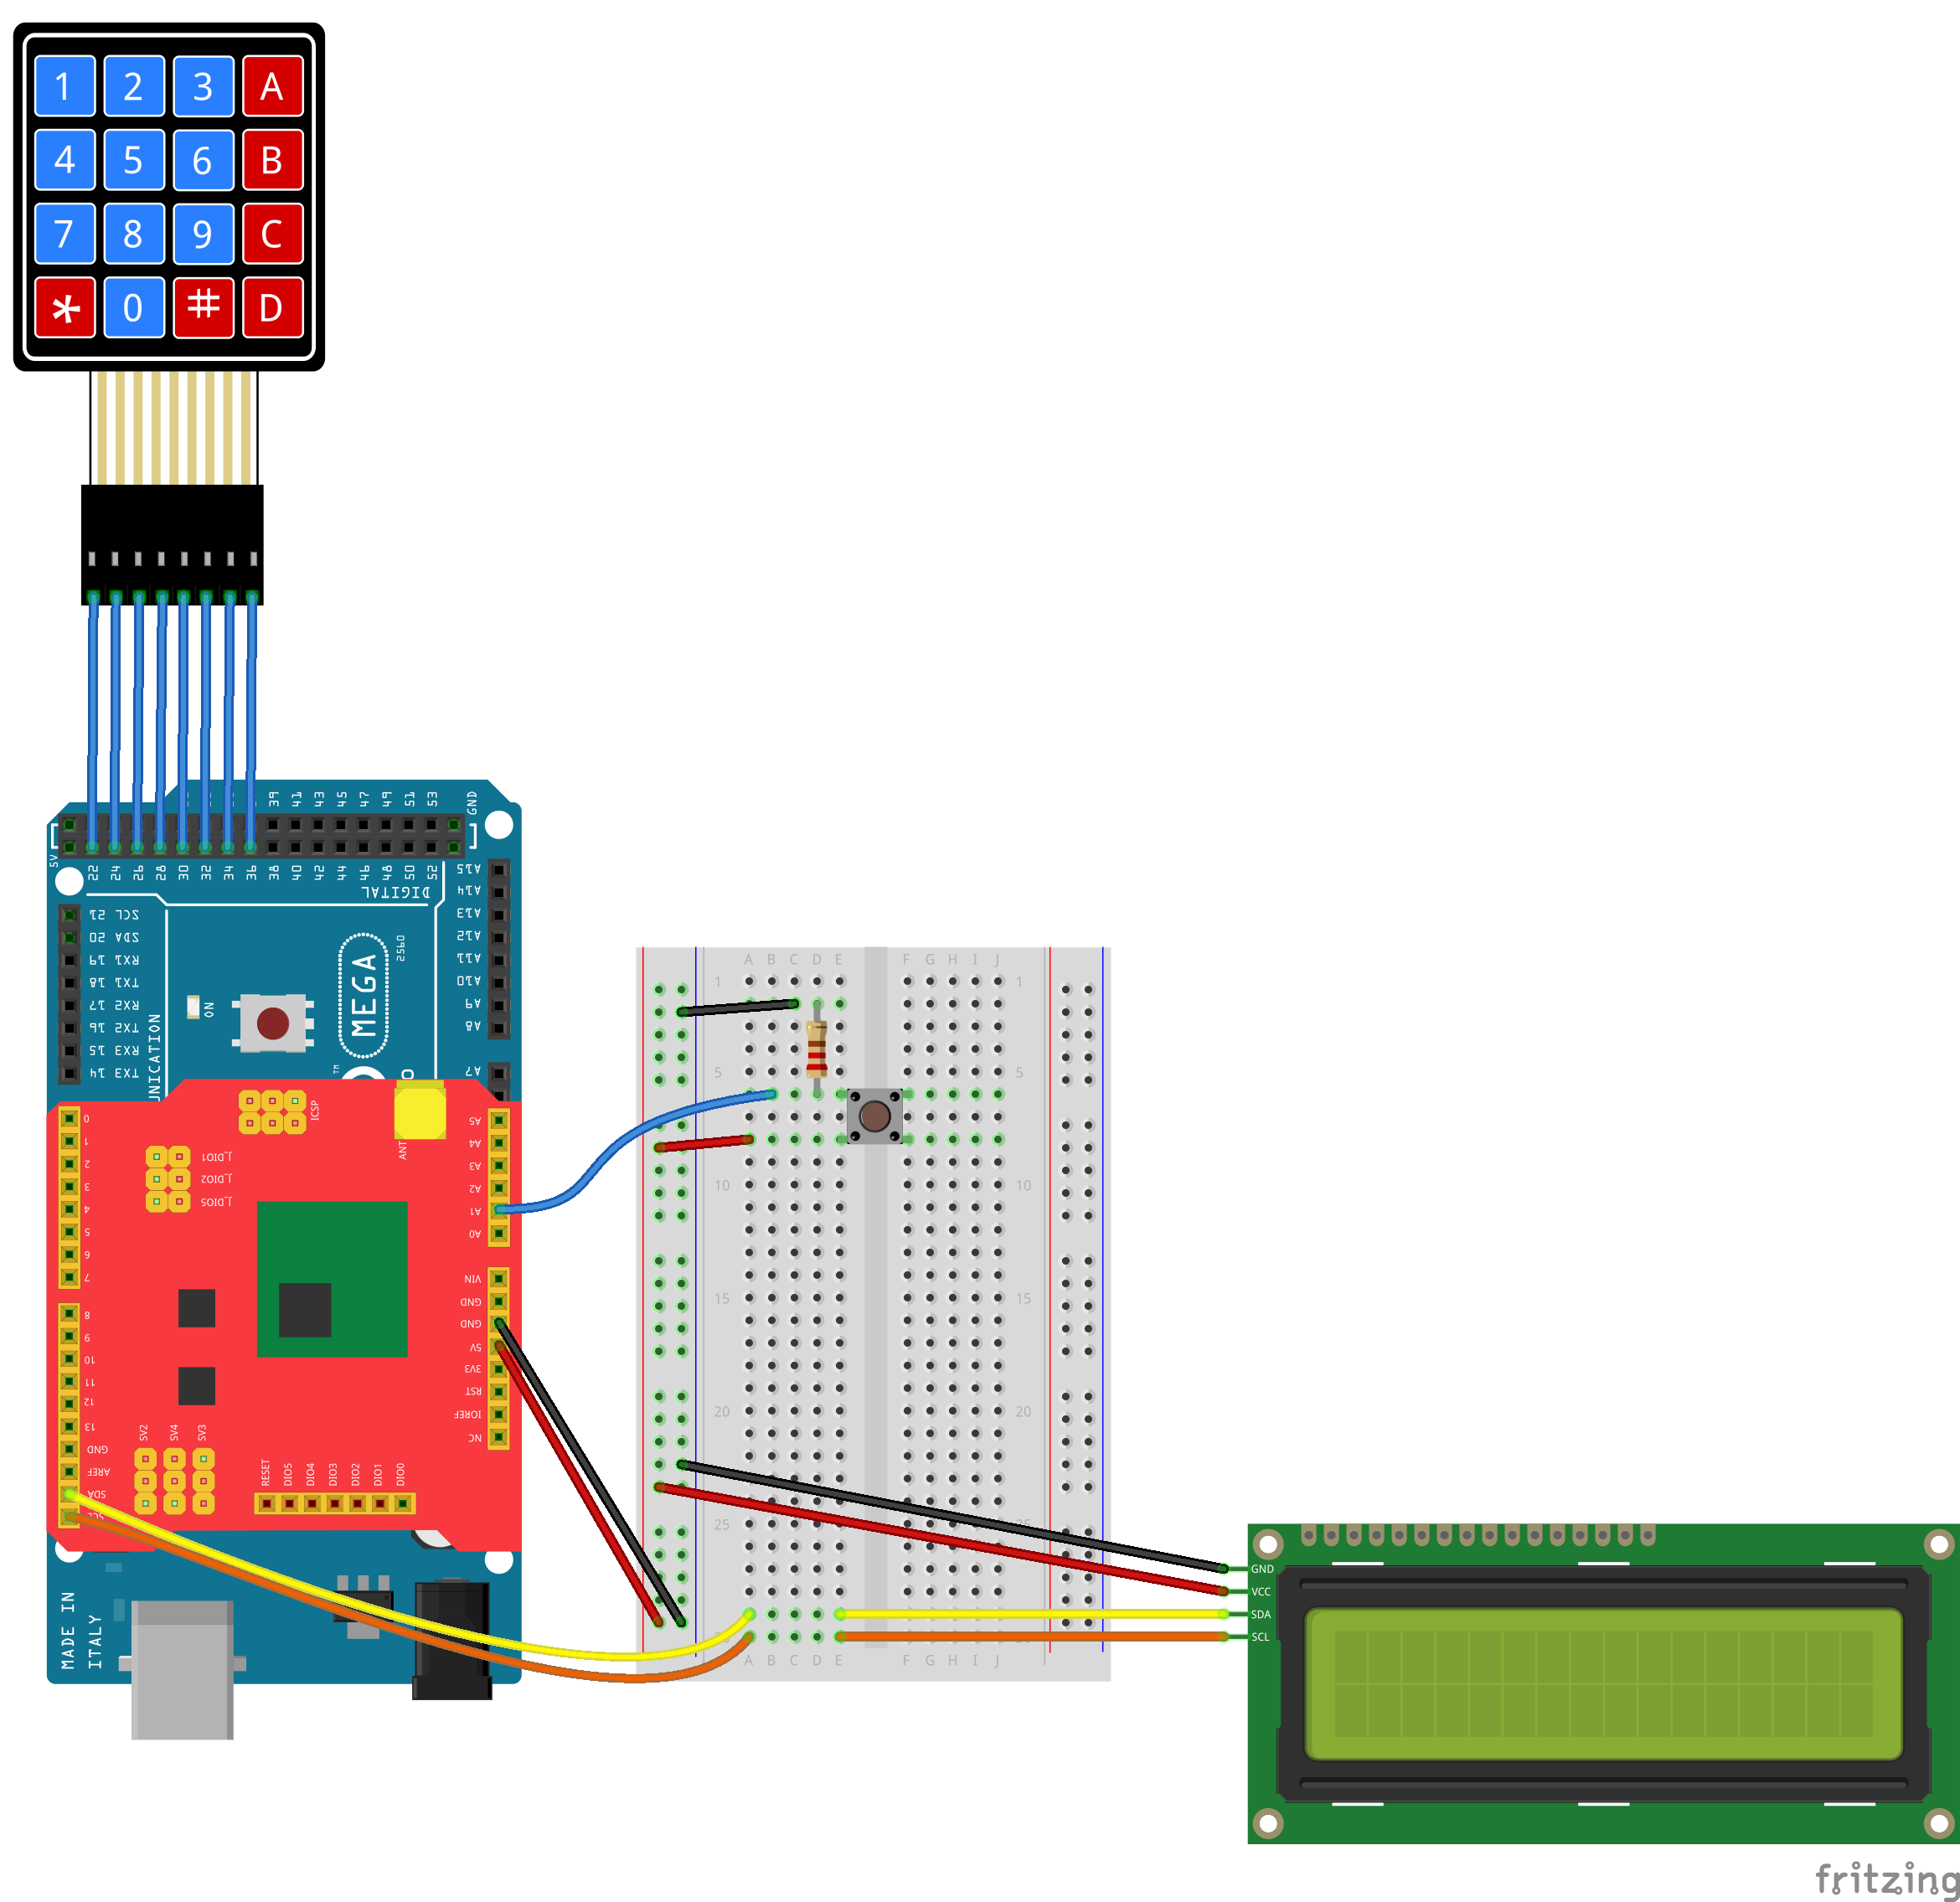 1 2 3 A
4 5 6 B
7 8 9 C
* 0 # D
39 41 43 45 47 49 51 53 GND
5V
22 24 26 28 30 32 34 36 38 40 42 44 46 48 50 52
DIGITAL
SCL 21
SDA 20
RX1 19
TX1 18
RX2 17
TX2 16
RX3 15
TX3 14
A15
A14
A13
A12
A11
A10
A9
A8
A7
ON
MEGA
2560
TM
UNICATION
O
ICSP
ANT
J_DIO1
J_DIO2
J_DIO5
0
1
2
3
4
5
6
7
8
9
10
11
12
13
GND
AREF
SDA
A5
A4
A3
A2
A1
A0
VIN
GND
GND
5V
3V3
RST
IOREF
NC
SV2 SV4 SV3
RESET DIO5 DIO4 DIO3 DIO2 DIO1 DIO0
MADE IN
ITALY
A B C D E F G H I J
1 1
5 5
10 10
15 15
20 20
25
A B C D E F G H I J
GND
VCC
SDA
SCL
fritzing